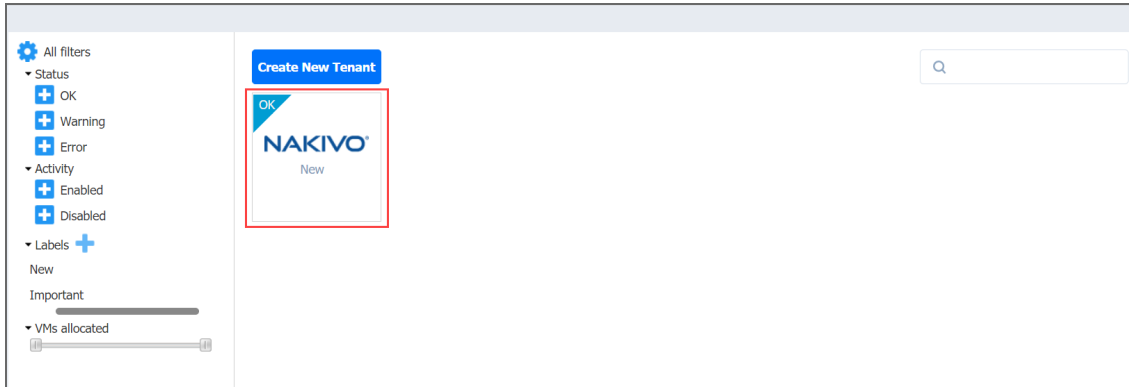 All filters
Status
OK
Warning
Error
Activity
Enabled
Disabled
Labels
New
Important
VMs allocated
Create New Tenant
OK
NAKIVO®
New